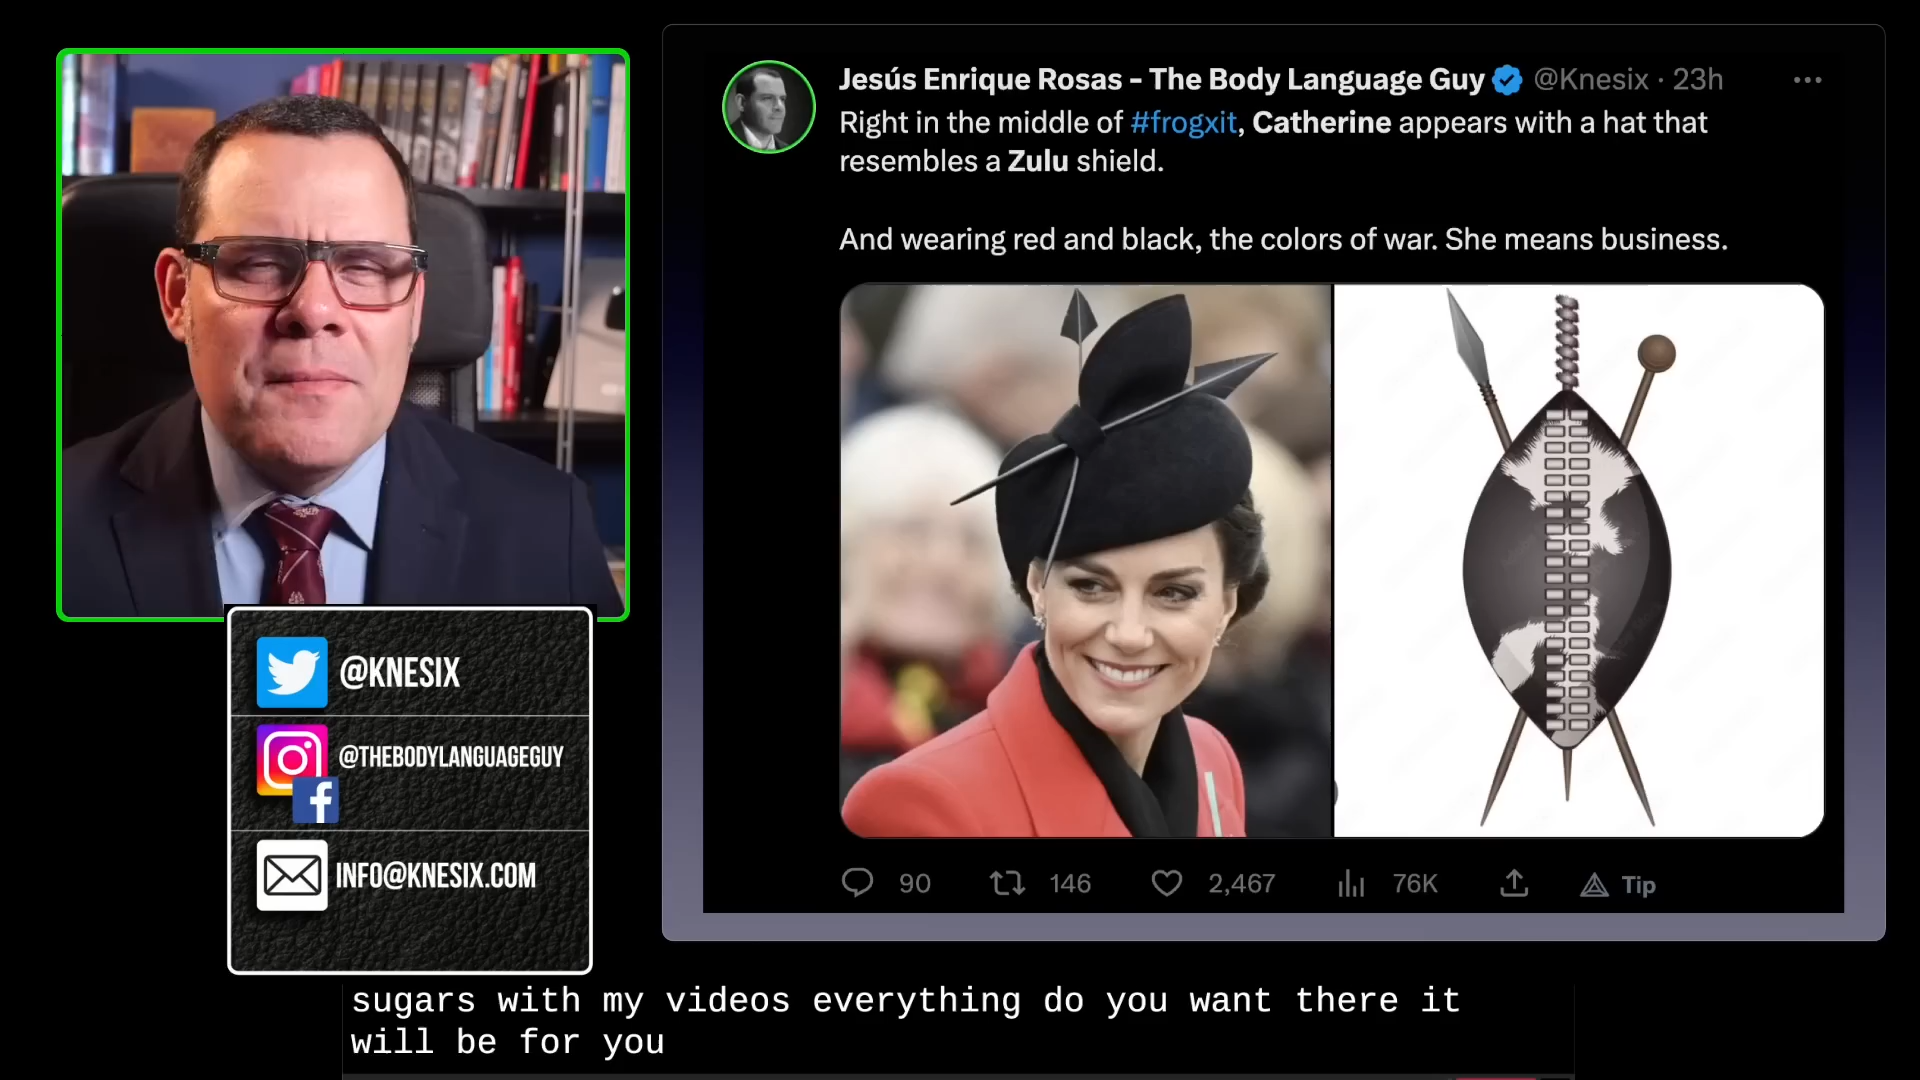 Jesús Enrique Rosas - The Body Language Guy @Knesix · 23h
Right in the middle of #frogxit, Catherine appears with a hat that
resembles a Zulu shield.
And wearing red and black, the colors of war. She means business.
90 146 2,467 76K Tip
@KNESIX
@THEBODYLANGUAGEGUY
INFO@KNESIX.COM
sugars with my videos everything do you want there it
will be for you